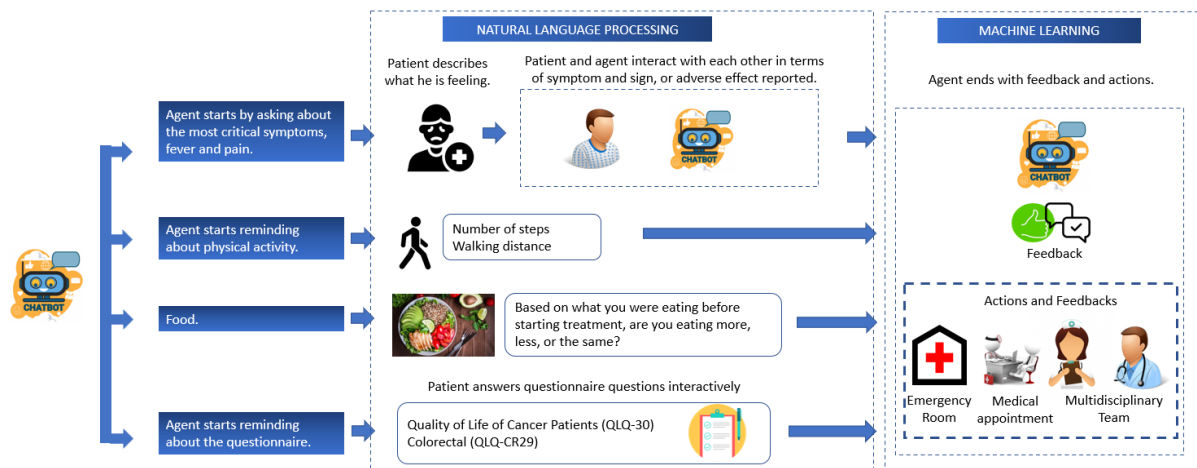 NATURAL LANGUAGE PROCESSING
MACHINE LEARNING
Patient describes
what he is feeling.
Patient and agent interact with each other in terms
of symptom and sign, or adverse effect reported.
Agent ends with feedback and actions.
Agent starts by asking about
the most critical symptoms,
fever and pain.
CHATBOT
CHATBOT
Agent starts reminding
about physical activity.
Number of steps
Walking distance
Feedback
CHATBOT
Food.
Based on what you were eating before
starting treatment, are you eating more,
less, or the same?
Actions and Feedbacks
Emergency
Room
Medical
appointment
Multidisciplinary
Team
Patient answers questionnaire questions interactively
Agent starts reminding
about the questionnaire.
Quality of Life of Cancer Patients (QLQ-30)
Colorectal (QLQ-CR29)